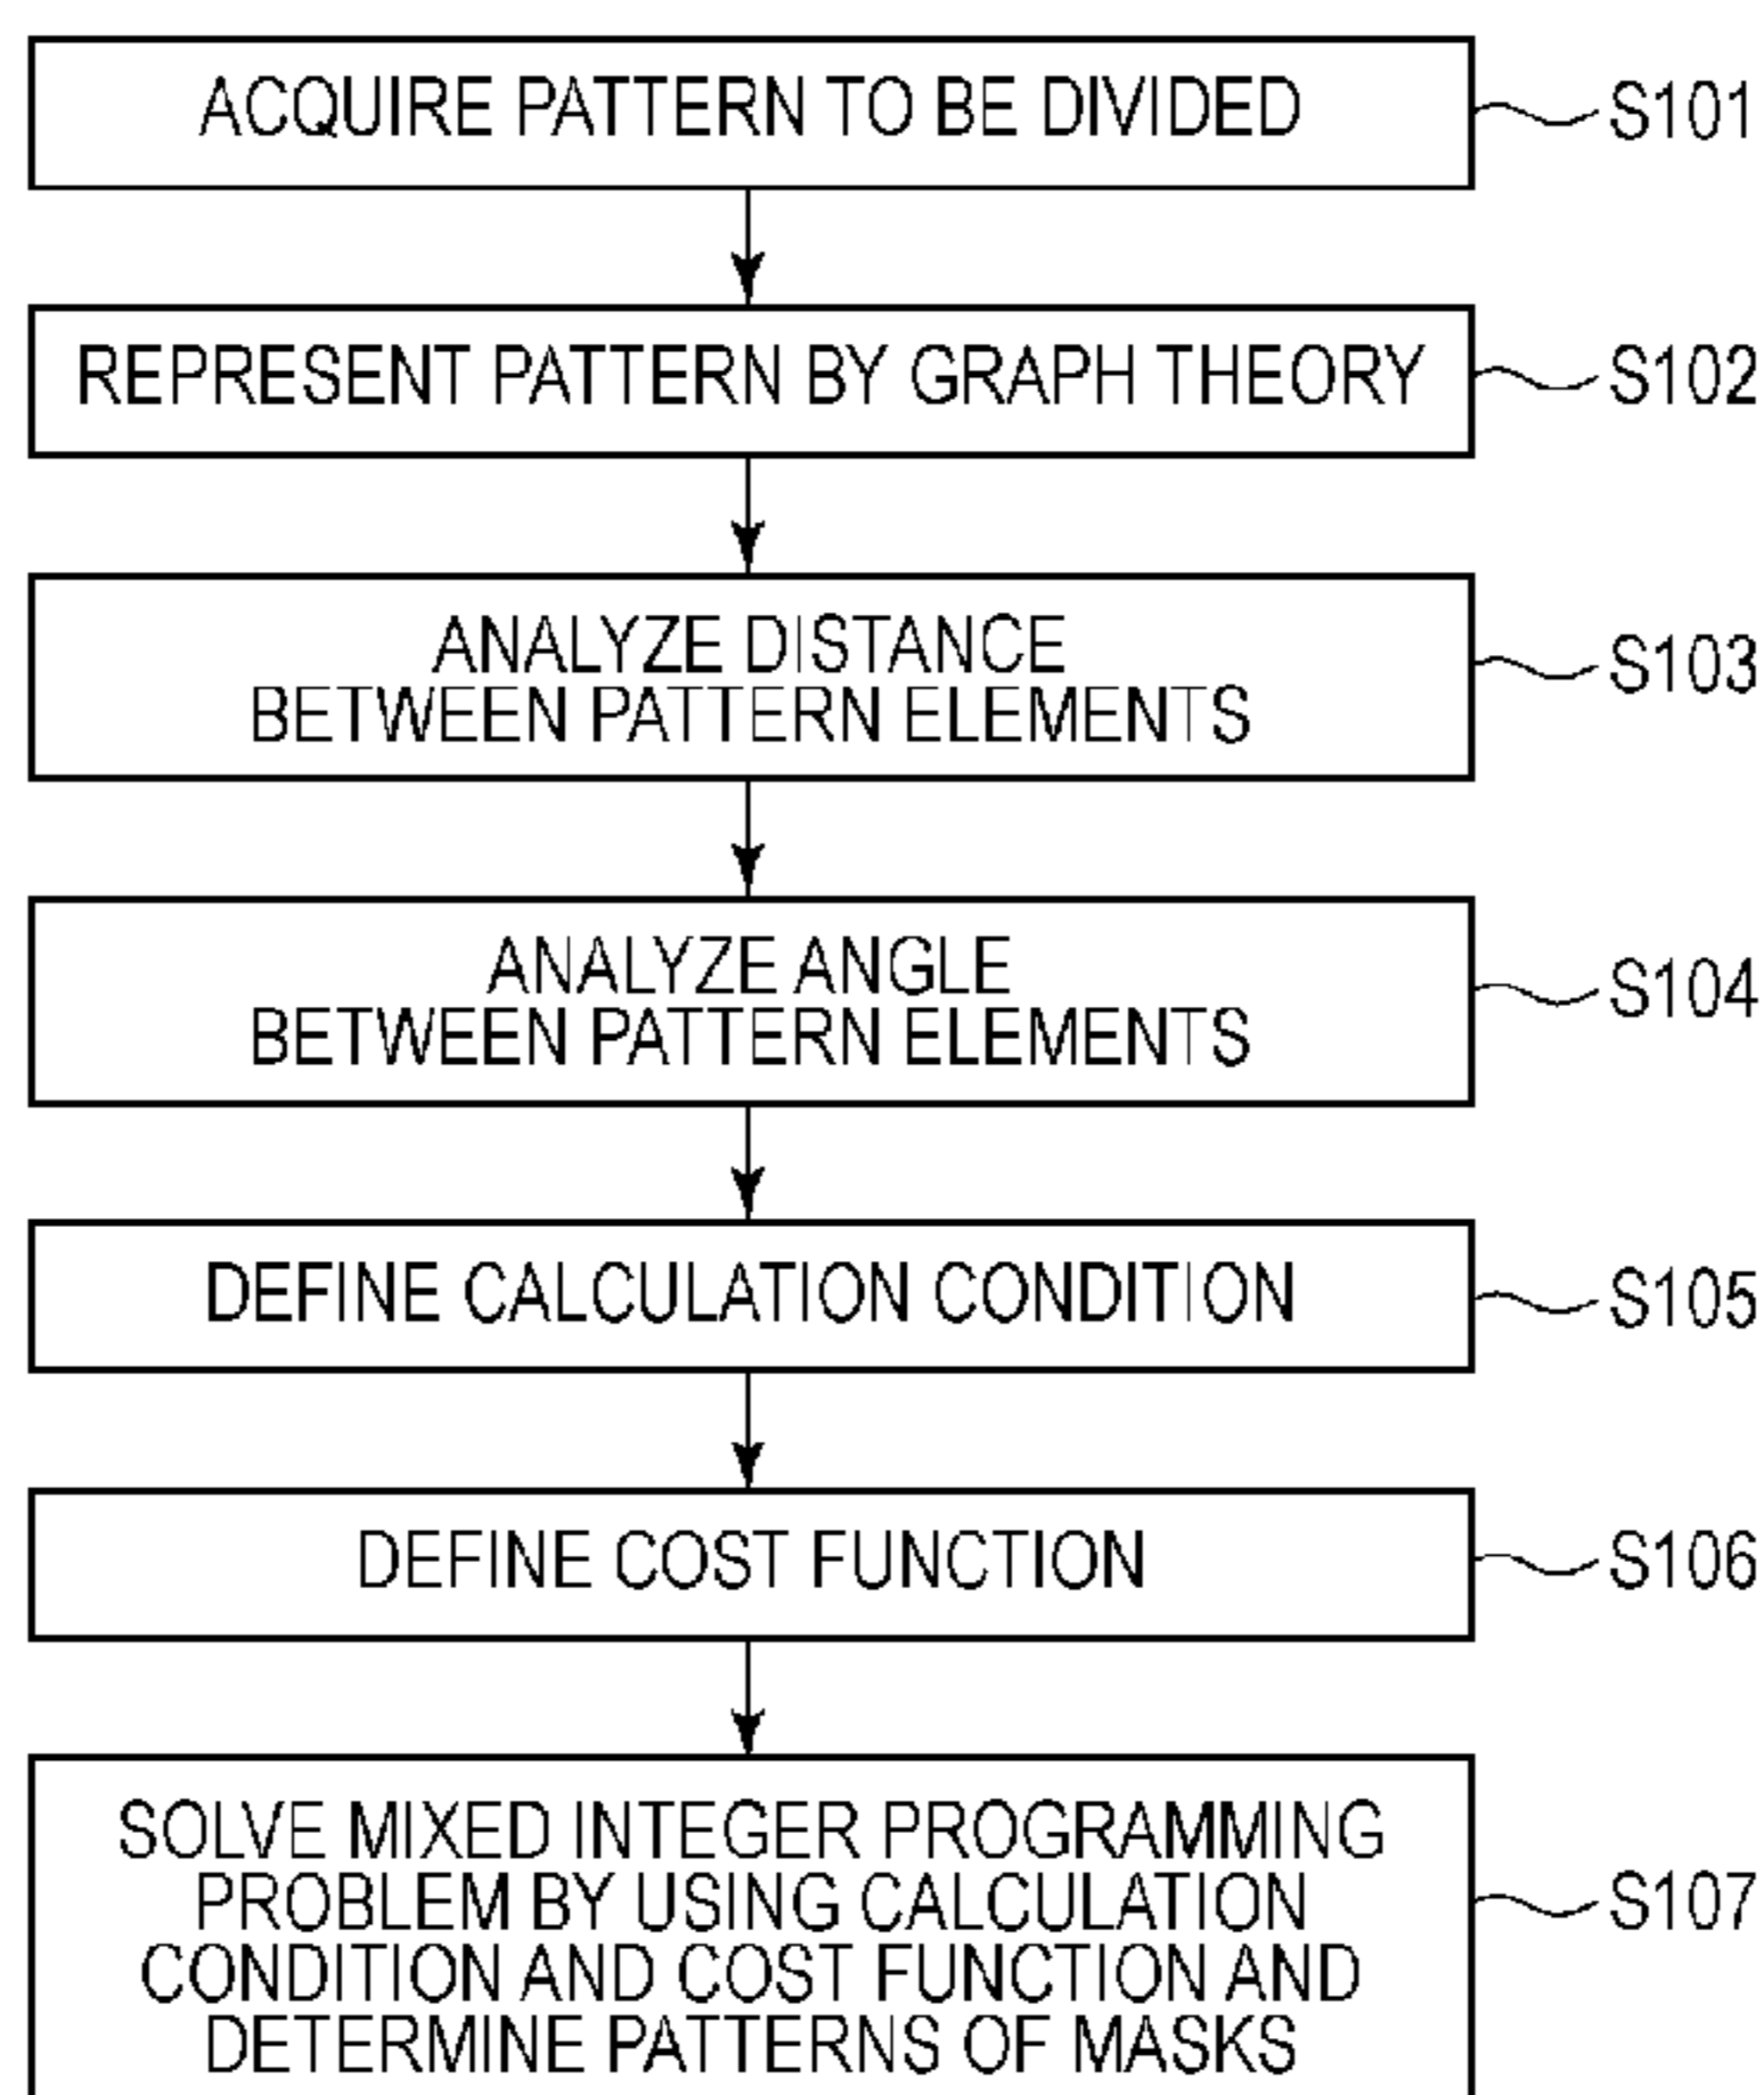 ACQUIRE PATTERN TO BE DIVIDED
S101
REPRESENT PATTERN BY GRAPH THEORY
S102
ANALYZE DISTANCE
BETWEEN PATTERN ELEMENTS
S103
ANALYZE ANGLE
BETWEEN PATTERN ELEMENTS
S104
DEFINE CALCULATION CONDITION
S105
DEFINE COST FUNCTION
S106
SOLVE MIXED INTEGER PROGRAMMING
PROBLEM BY USING CALCULATION
CONDITION AND COST FUNCTION AND
DETERMINE PATTERNS OF MASKS
S107